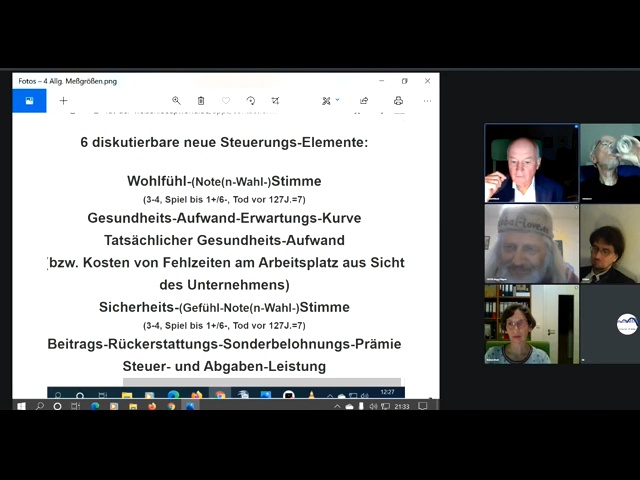 Fotos – 4 Allg. Meßgrößen.png
6 diskutierbare neue Steuerungs-Elemente:
Wohlfühl-(Note(n-Wahl-)Stimme
(3-4, Spiel bis 1+/6-, Tod vor 127J.=7)
Gesundheits-Aufwand-Erwartungs-Kurve
Tatsächlicher Gesundheits-Aufwand
(bzw. Kosten von Fehlzeiten am Arbeitsplatz aus Sicht
des Unternehmens)
Sicherheits-(Gefühl-Note(n-Wahl-)Stimme
(3-4, Spiel bis 1+/6-, Tod vor 127J.=7)
Beitrags-Rückerstattungs-Sonderbelohnungs-Prämie
Steuer- und Abgaben-Leistung
12:27
21:33